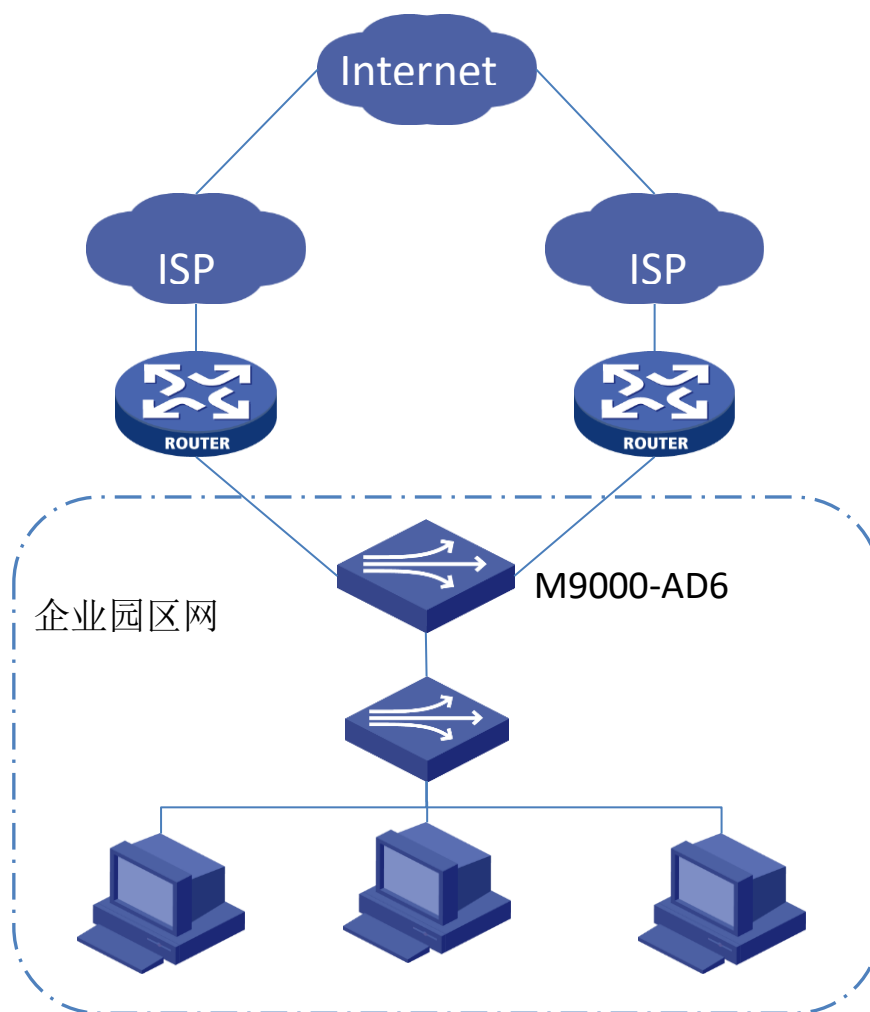 Internet
ISP
ISP
ROUTER
ROUTER
M9000-AD6
企业园区网